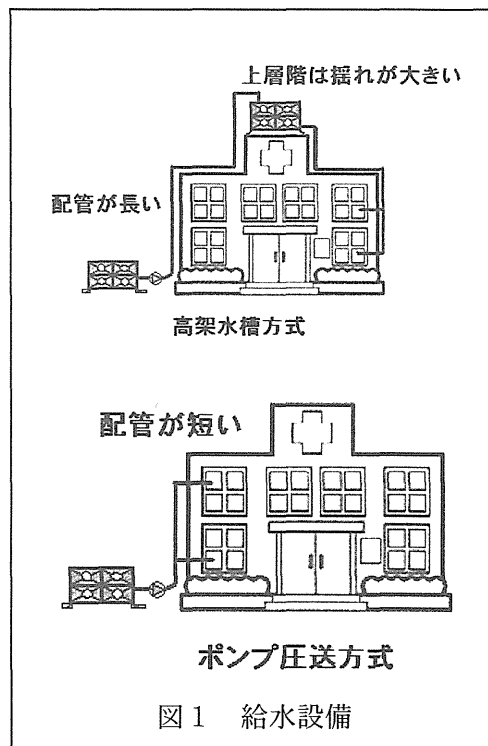 上層階は揺れが大きい
配管が長い
高架水槽方式
配管が短い
ポンプ圧送方式
図1 給水設備